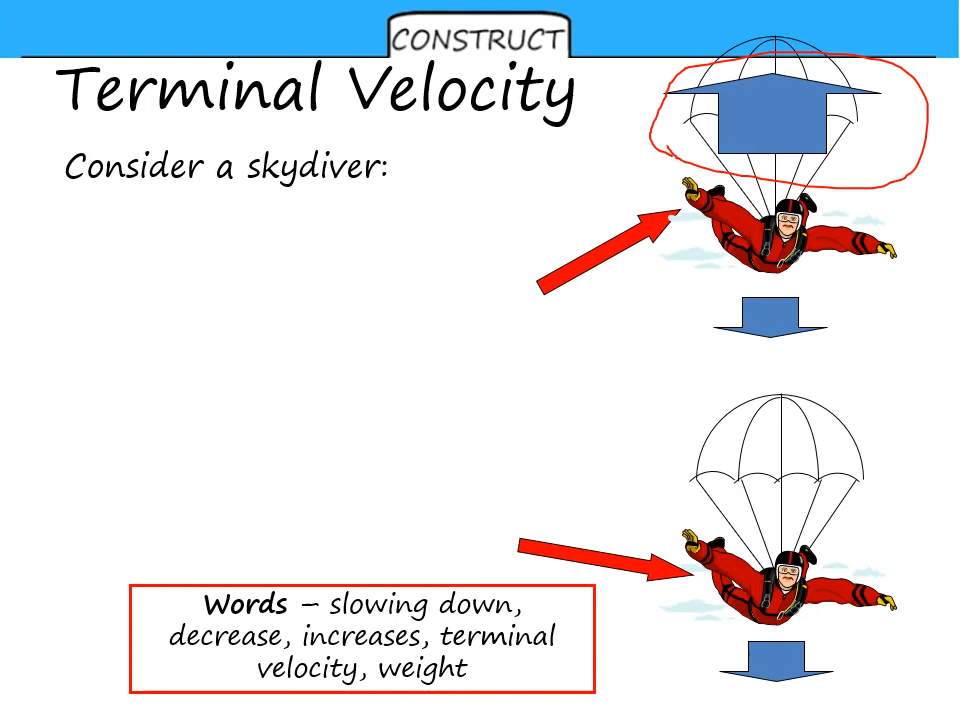 CONSTRUCT
Terminal Velocity
Consider a skydiver:
Words – slowing down,
decrease, increases, terminal
velocity, weight